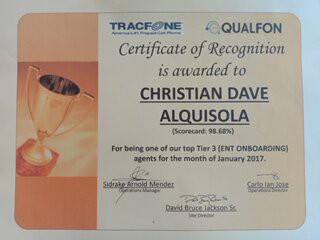 TRACFONE
America's #1 Prepaid Cell Phone
QUALFON
Certificate of Recognition
is awarded to
CHRISTIAN DAVE
ALQUISOLA
(Scorecard: 98.68%)
For being one of our top Tier 3 (ENT ONBOARDING)
agents for the month of January 2017.
Sidrake Arnold Mendez
Operations Manager
Carlo Ian Jose
Operations Director
David Bruce Jackson Sr.
Site Director